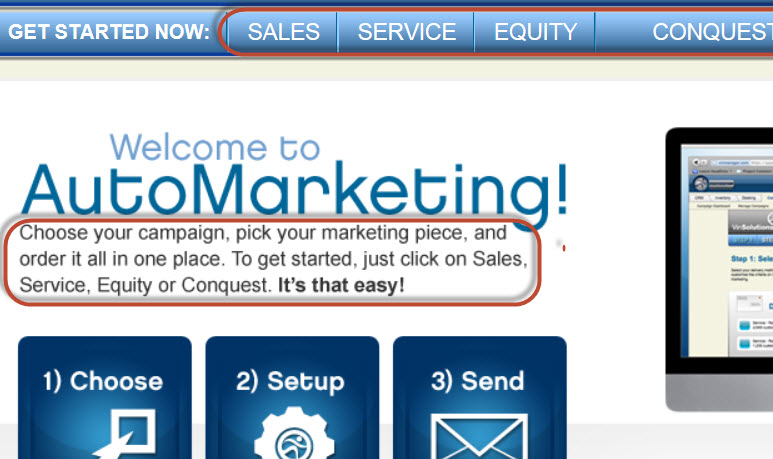 GET STARTED NOW: SALES SERVICE EQUITY CONQUEST
Welcome to
AutoMarketing!
Choose your campaign, pick your marketing piece, and
order it all in one place. To get started, just click on Sales,
Service, Equity or Conquest. It's that easy!
1) Choose 2) Setup 3) Send
VinSolutions
Step 1: Sele